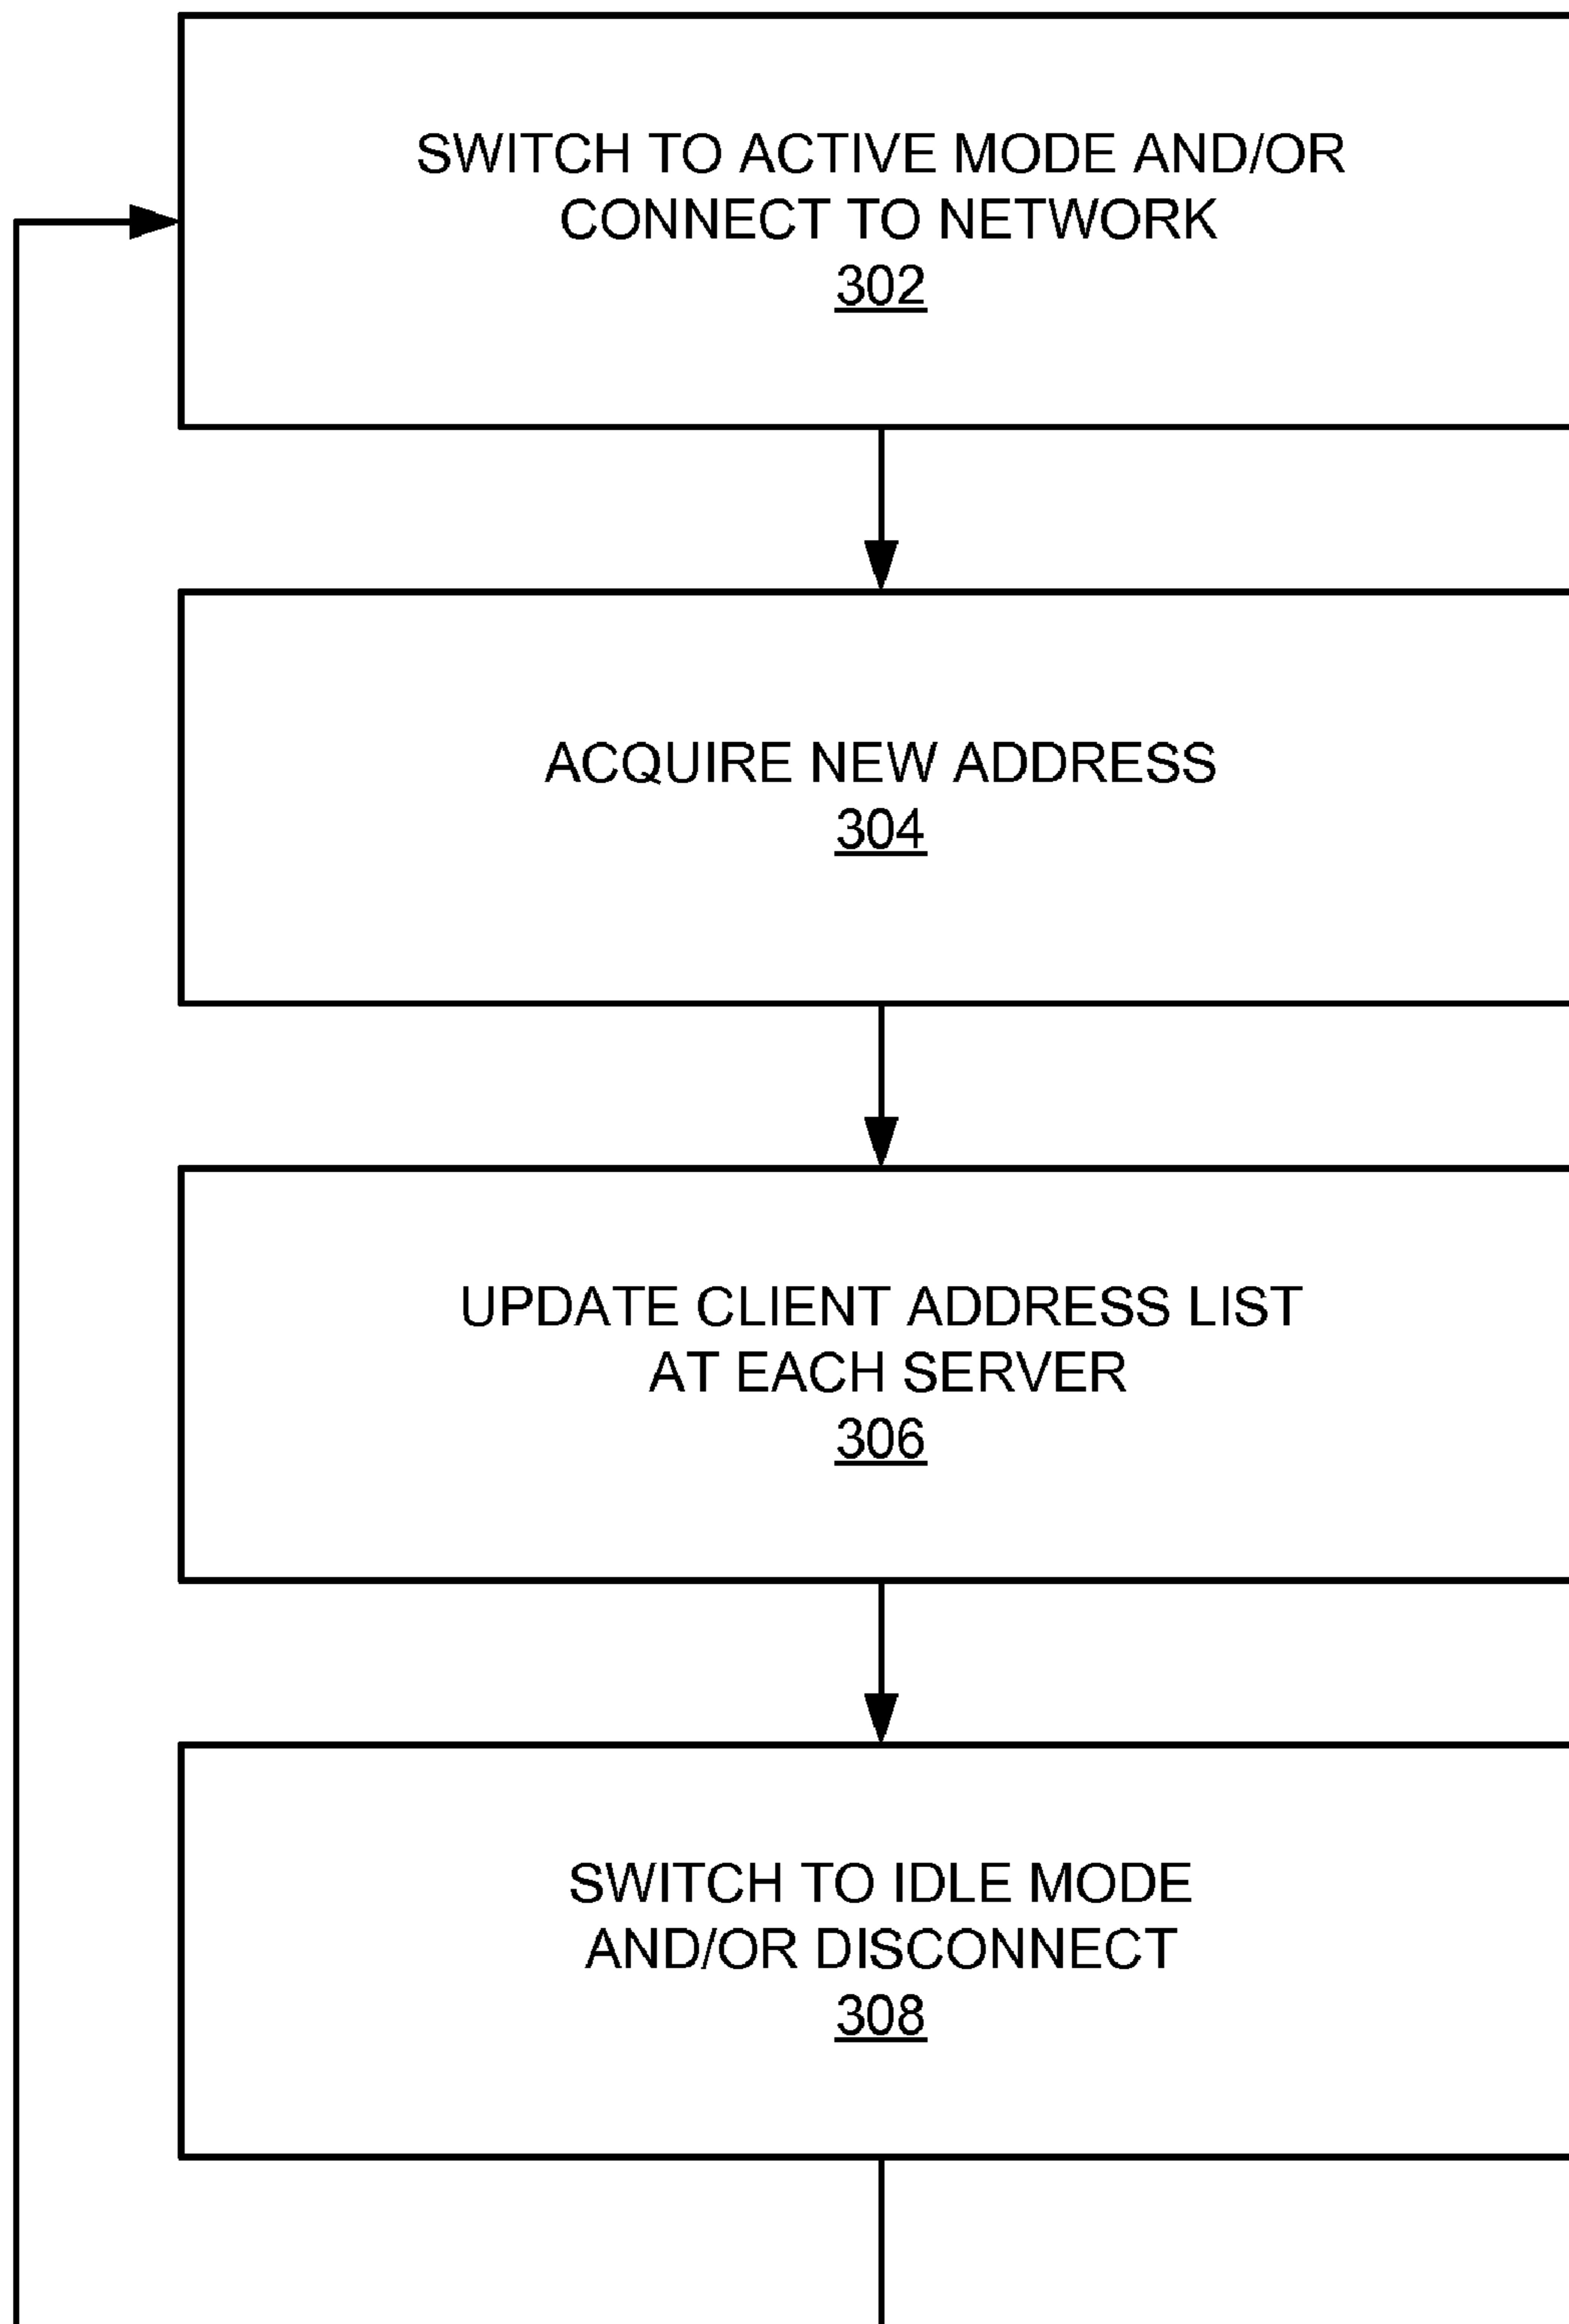 SWITCH TO ACTIVE MODE AND/OR
CONNECT TO NETWORK
302
ACQUIRE NEW ADDRESS
304
UPDATE CLIENT ADDRESS LIST
AT EACH SERVER
306
SWITCH TO IDLE MODE
AND/OR DISCONNECT
308